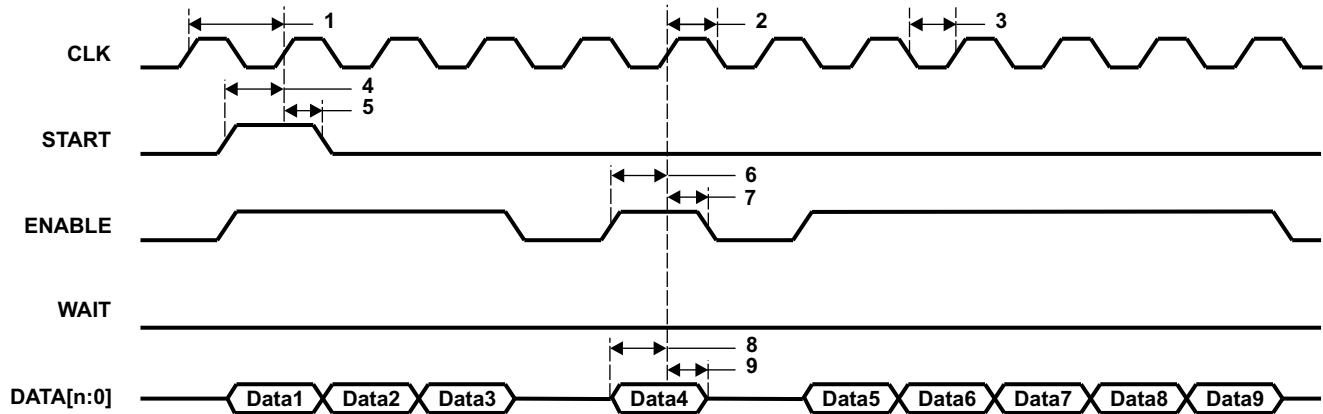 1 2 3
CLK
4
5
START
6
7
ENABLE
WAIT
8
9
DATA[n:0] Data1 Data2 Data3 Data4 Data5 Data6 Data7 Data8 Data9